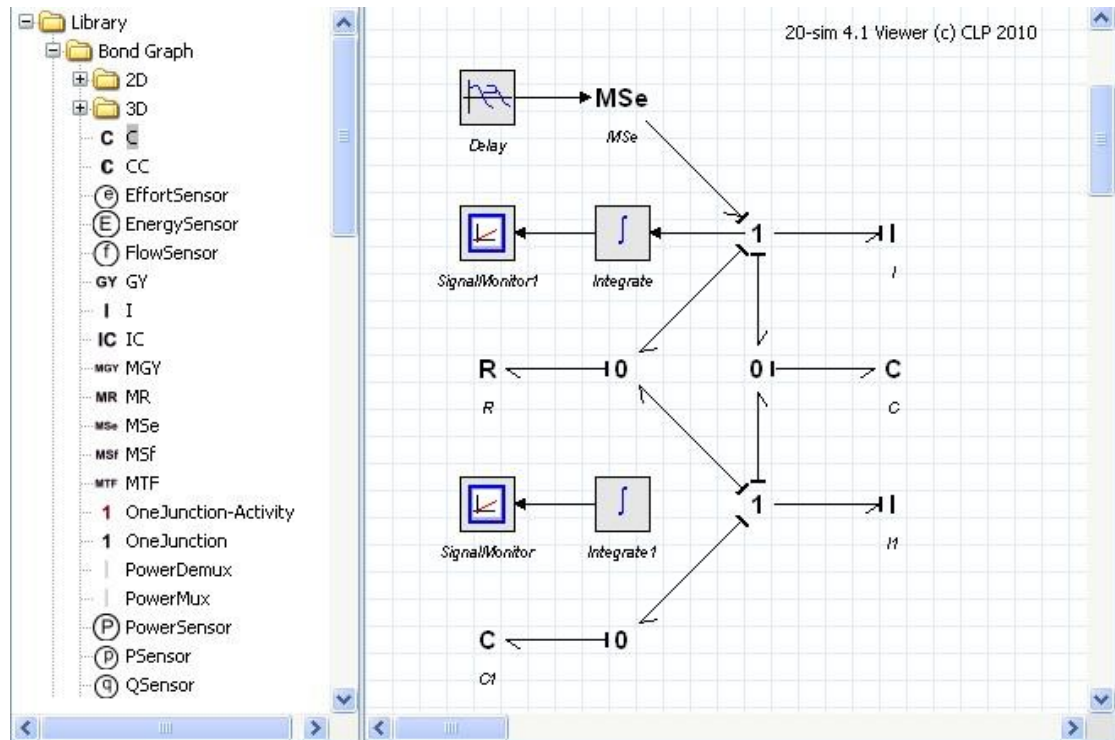 Library
Bond Graph
2D
3D
C C
C CC
e EffortSensor
E EnergySensor
f FlowSensor
GY GY
I I
IC IC
MGY MGY
MR MR
MSe MSe
MSf MSf
MTF MTF
1 OneJunction-Activity
1 OneJunction
PowerDemux
PowerMux
P PowerSensor
p PSensor
q QSensor
20-sim 4.1 Viewer (c) CLP 2010
MSe
Delay
MSe
1 I
SignalMonitor1
Integrate
I
R 0 0 C
R
C
1 I
SignalMonitor
Integrate1
I1
C 0
C1